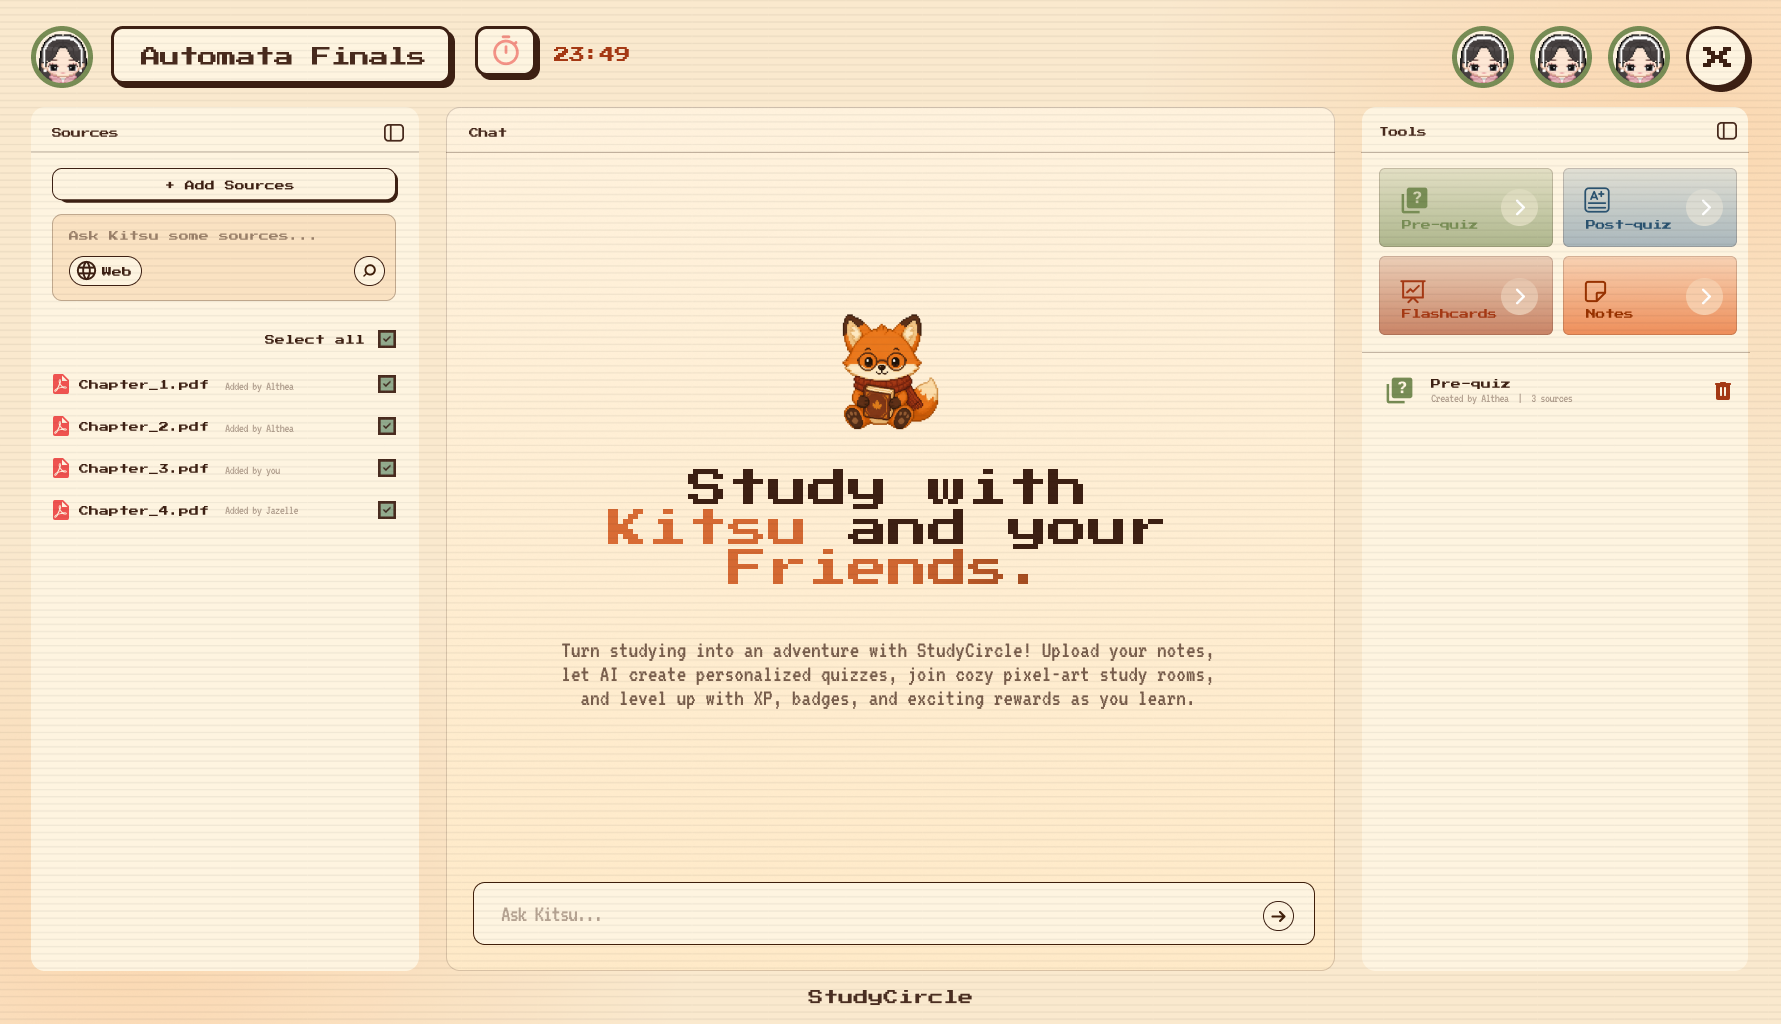 Automata Finals
23:49
Sources
+ Add Sources
Ask Kitsu some sources...
Web
Select all
Chapter_1.pdf Added by Althea
Chapter_2.pdf Added by Althea
Chapter_3.pdf Added by you
Chapter_4.pdf Added by Jazelle
Chat
Study with
Kitsu and your
Friends.
Turn studying into an adventure with StudyCircle! Upload your notes,
let AI create personalized quizzes, join cozy pixel-art study rooms,
and level up with XP, badges, and exciting rewards as you learn.
Ask Kitsu...
Tools
Pre-quiz
A+
Post-quiz
Flashcards
Notes
Pre-quiz
Created by Althea | 3 sources
StudyCircle